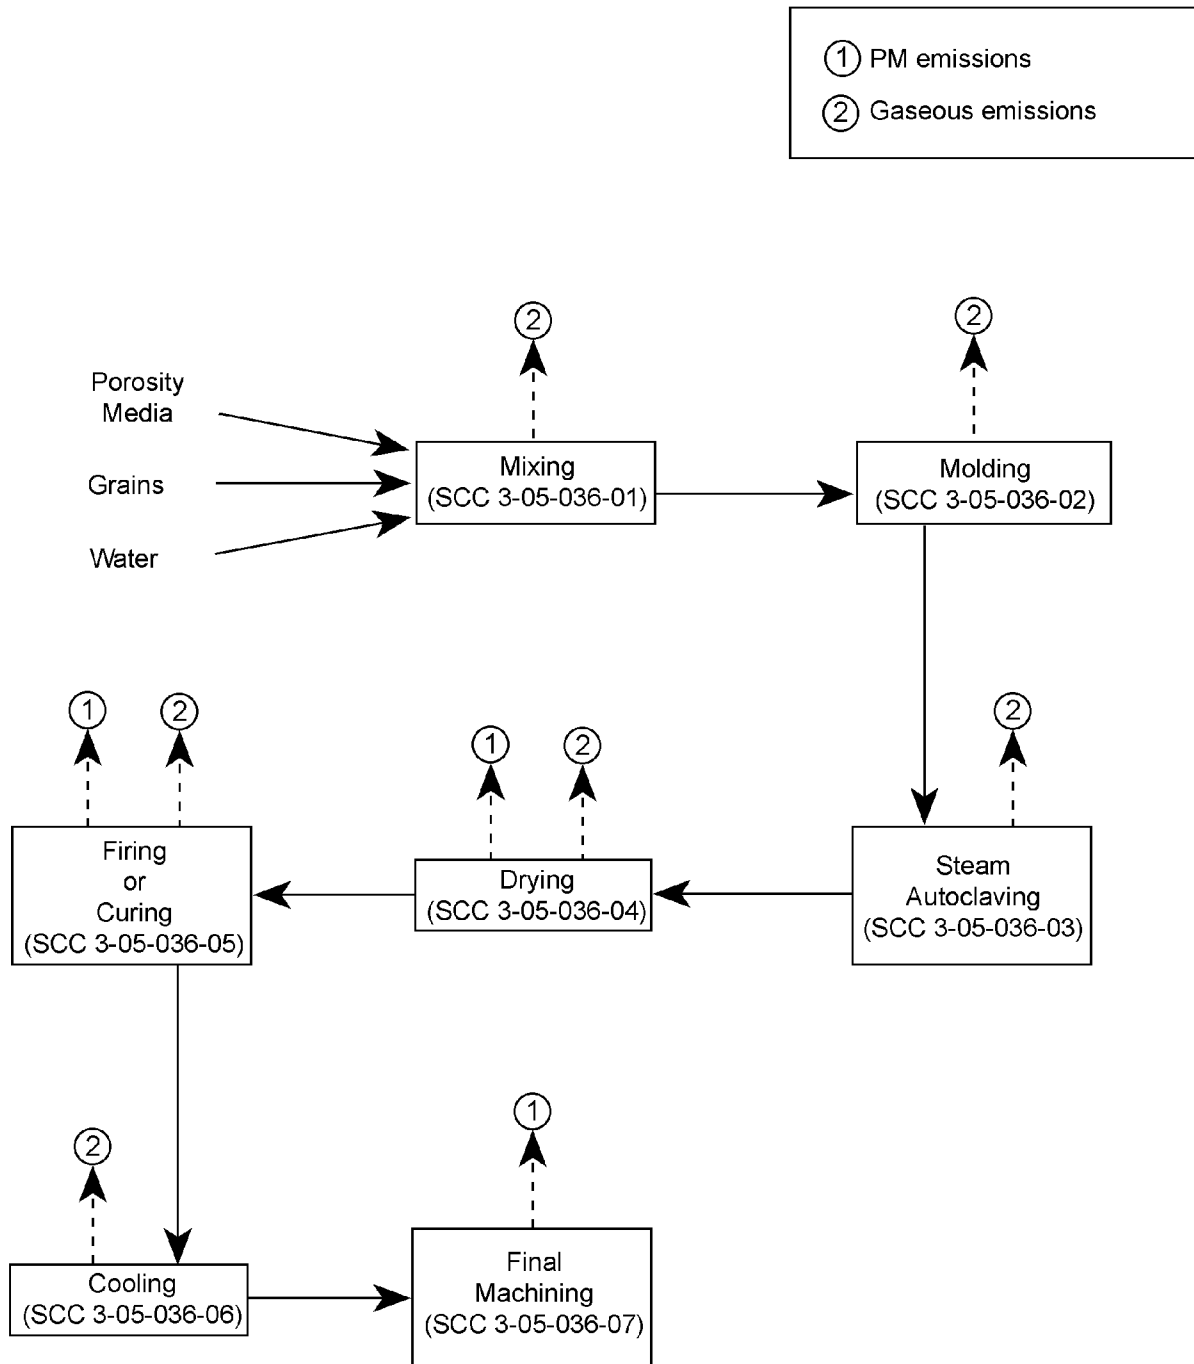 1 PM emissions
2 Gaseous emissions
2
2
Porosity
Media
Grains
Water
Mixing
(SCC 3-05-036-01)
Molding
(SCC 3-05-036-02)
1
2
1
2
2
Firing
or
Curing
(SCC 3-05-036-05)
Drying
(SCC 3-05-036-04)
Steam
Autoclaving
(SCC 3-05-036-03)
2
1
Cooling
(SCC 3-05-036-06)
Final
Machining
(SCC 3-05-036-07)